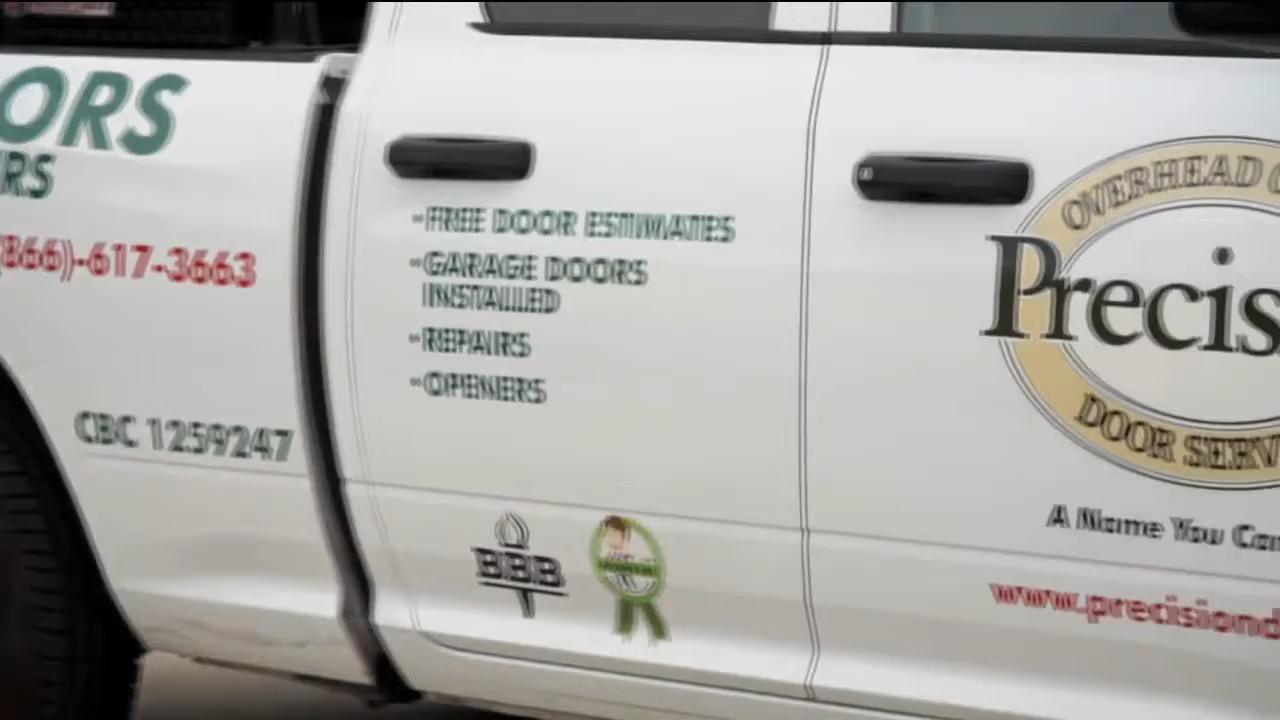 ORS
RS
(866)-617-3663
CBC 1259247
-FREE DOOR ESTIMATES
-GARAGE DOORS
INSTALLED
-REPAIRS
-OPENERS
BBB
OVERHEAD
Precis
DOOR SERV
A Name You Can
www.precisiond